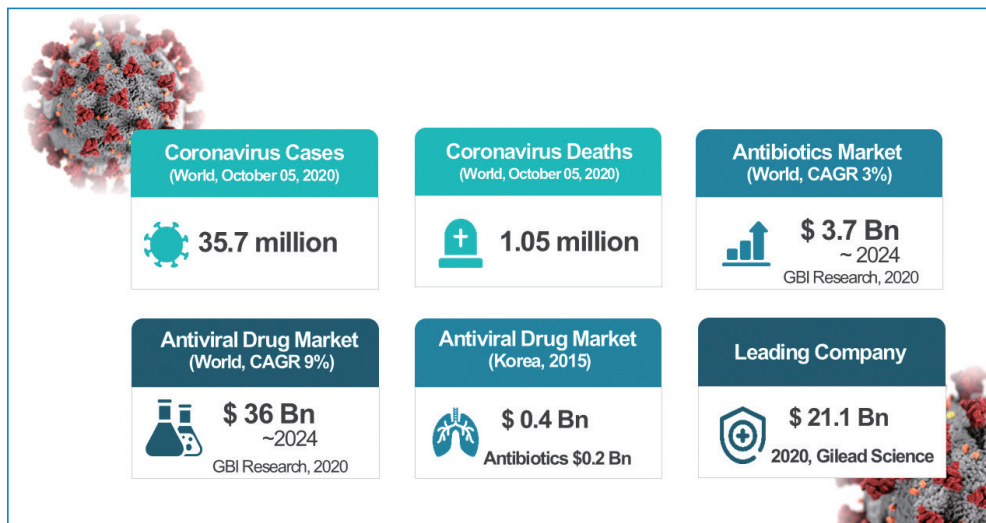 Coronavirus Cases
(World, October 05, 2020)
35.7 million
Coronavirus Deaths
(World, October 05, 2020)
1.05 million
Antibiotics Market
(World, CAGR 3%)
$ 3.7 Bn
~ 2024
GBI Research, 2020
Antiviral Drug Market
(World, CAGR 9%)
$ 36 Bn
~2024
GBI Research, 2020
Antiviral Drug Market
(Korea, 2015)
$ 0.4 Bn
Antibiotics $0.2 Bn
Leading Company
$ 21.1 Bn
2020, Gilead Science